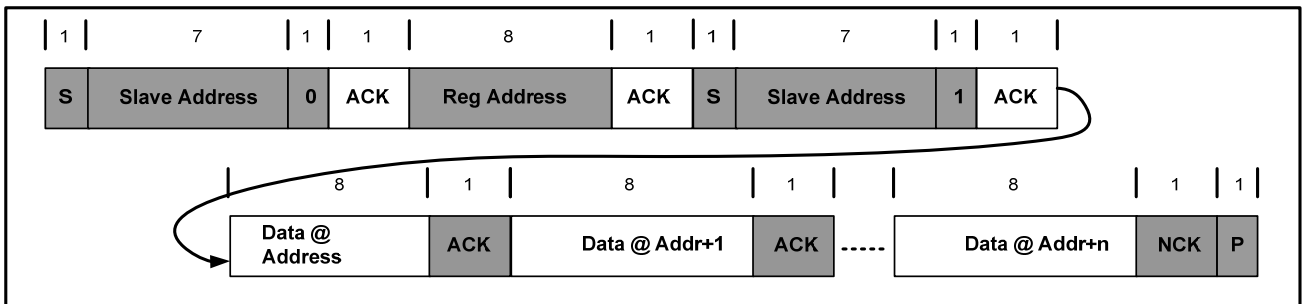 1 7 1 1 8 1 1 7 1 1
S Slave Address 0 ACK Reg Address ACK S Slave Address 1 ACK
8 1 8 1 8 1 1
Data @
Address ACK Data @ Addr+1 ACK ----- Data @ Addr+n NCK P